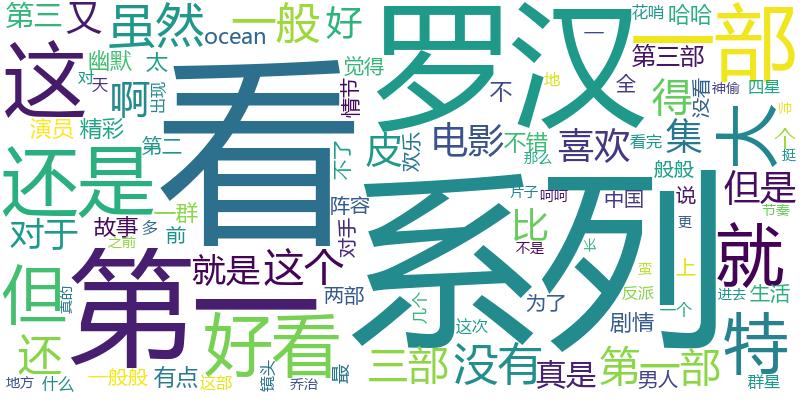 第三
又
虽然
ocean
一般
好
罗汉
一部
花哨
哈哈
一
第三部
这
幽默
太
对
天
啊
出现
觉得
情节
不
地
全
没看
神偷
四星
帅
看
得
演员
精彩
第二
不了
皮
欢乐
电影
不错
那么
喜欢
集
看完
大
个
挺
还是
系列
般般
但是
对于
故事
之前
多
一群
前
阵容
对手
比
片子
呵呵
不是
中国
说
更
节奏
半
蛮
上
就
但
真的
第一
就是
这个
两部
几个
这次
为了
反派
一个
进去
生活
还
好看
剧情
特
地方
什么
一般般
有点
这部
镜头
乔治
最
三部
没有
真是
第一部
男人
群星